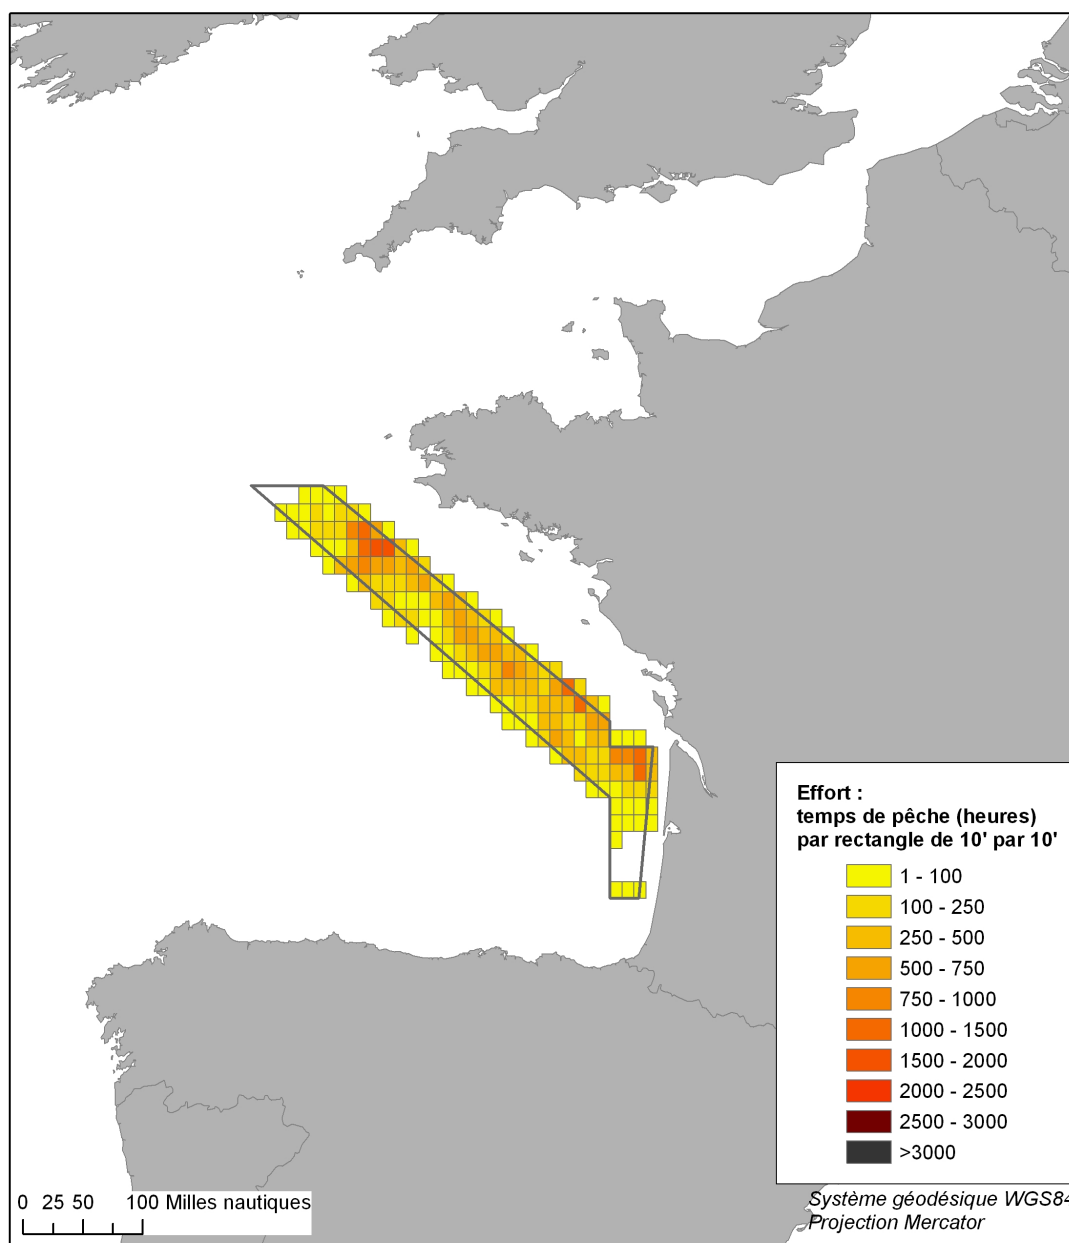 Effort :
temps de pêche (heures)
par rectangle de 10' par 10'
1 - 100
100 - 250
250 - 500
500 - 750
750 - 1000
1000 - 1500
1500 - 2000
2000 - 2500
2500 - 3000
>3000
0 25 50 100 Milles nautiques
Système géodésique WGS84
Projection Mercator